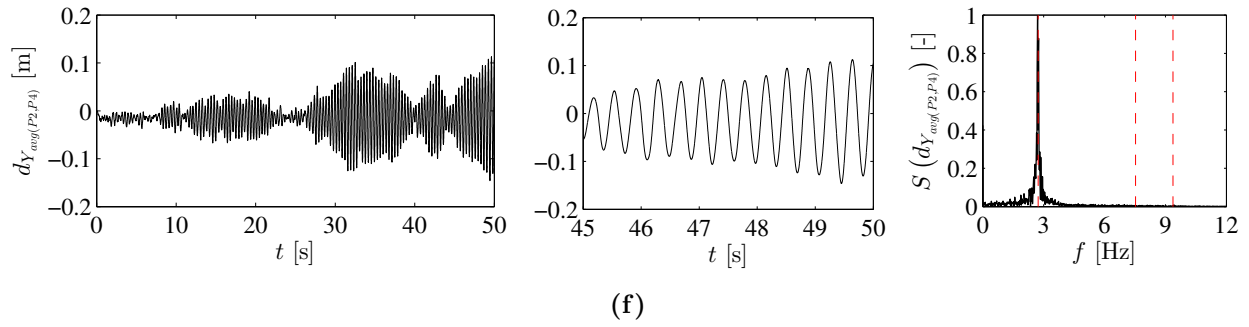 0.2
0.1
0
−0.1
−0.2
0 10 20 30 40 50
t [s]
d_{Y_{avg(P2,P4)}} [m]
0.2
0.1
0
−0.1
−0.2
45 46 47 48 49 50
t [s]
1
0.8
0.6
0.4
0.2
0
0 3 6 9 12
f [Hz]
S (d_{Y_{avg(P2,P4)}}) [-]
(f)